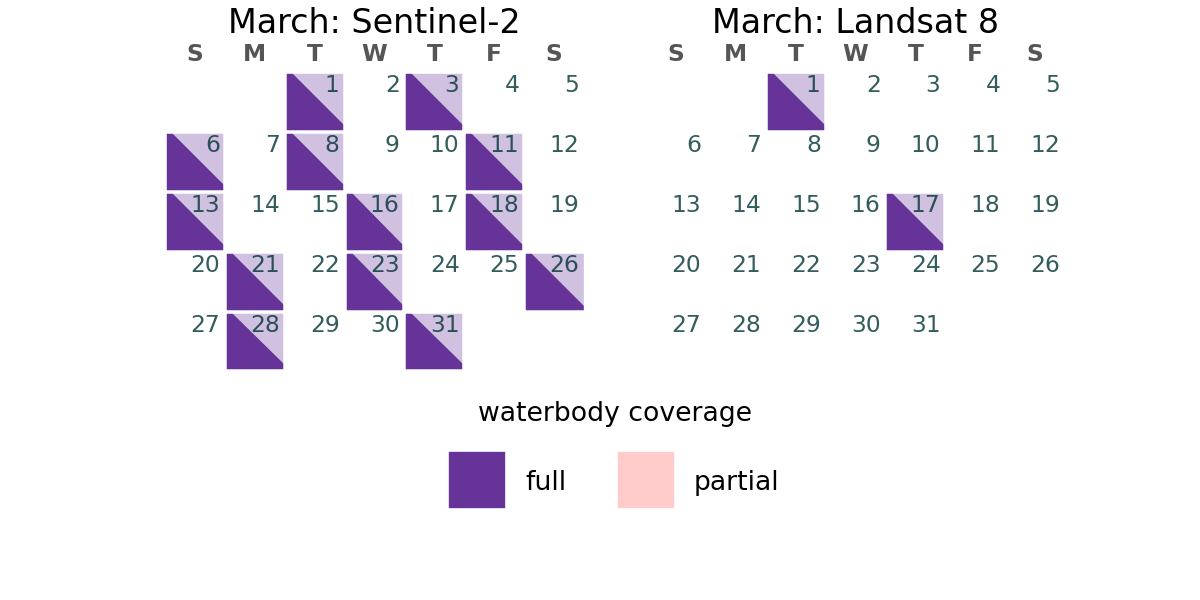 March: Sentinel-2
S M T W T F S
1 2 3 4 5
6 7 8 9 10 11 12
13 14 15 16 17 18 19
20 21 22 23 24 25 26
27 28 29 30 31
March: Landsat 8
S M T W T F S
1 2 3 4 5
6 7 8 9 10 11 12
13 14 15 16 17 18 19
20 21 22 23 24 25 26
27 28 29 30 31
waterbody coverage
full partial